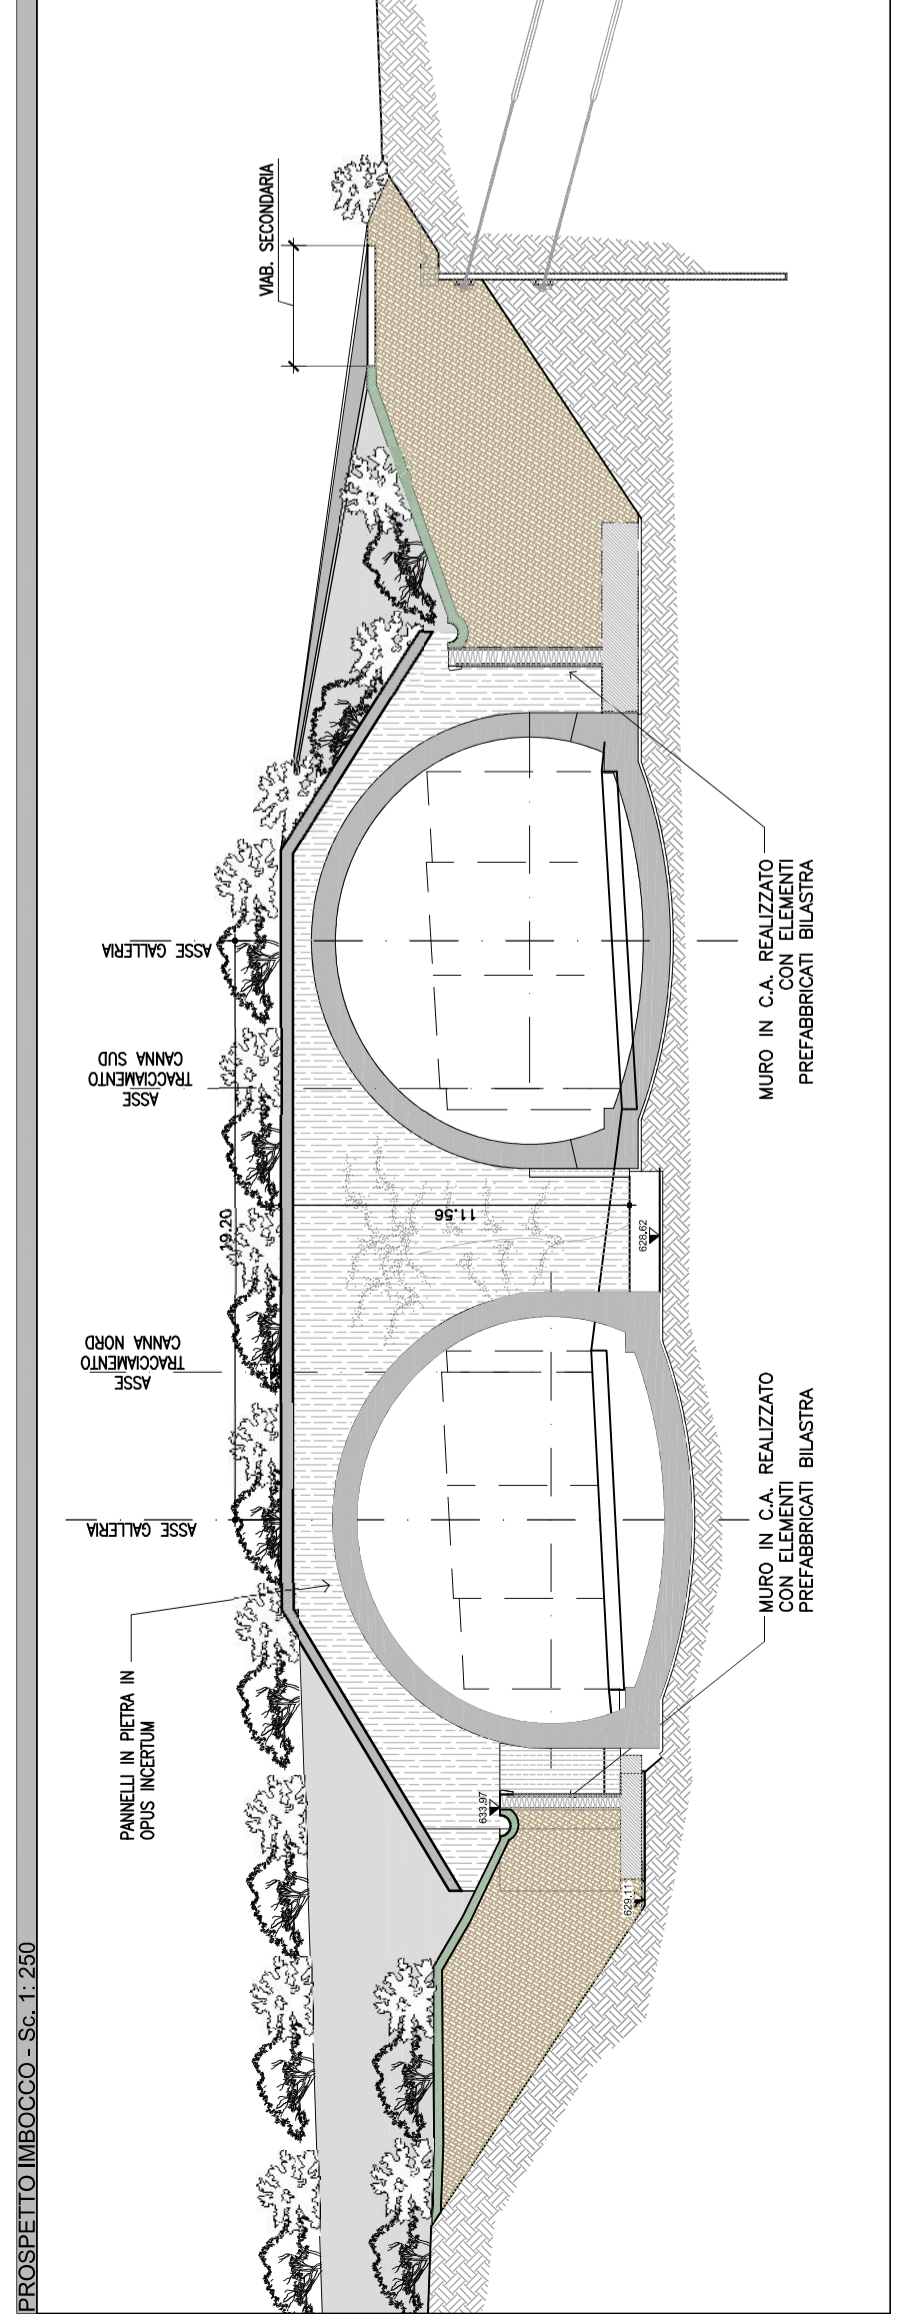 PROSPETTO IMBOCCO - Sc. 1: 250
PANNELLI IN PIETRA IN
OPUS INCERTUM
ASSE GALLERIA
ASSE
TRACCIAMENTO
CANNA NORD
19.20
ASSE
TRACCIAMENTO
CANNA SUD
ASSE GALLERIA
VIAB. SECONDARIA
11.56
633.97
629.11
628.62
MURO IN C.A. REALIZZATO
CON ELEMENTI
PREFABBRICATI BILASTRA
MURO IN C.A. REALIZZATO
CON ELEMENTI
PREFABBRICATI BILASTRA